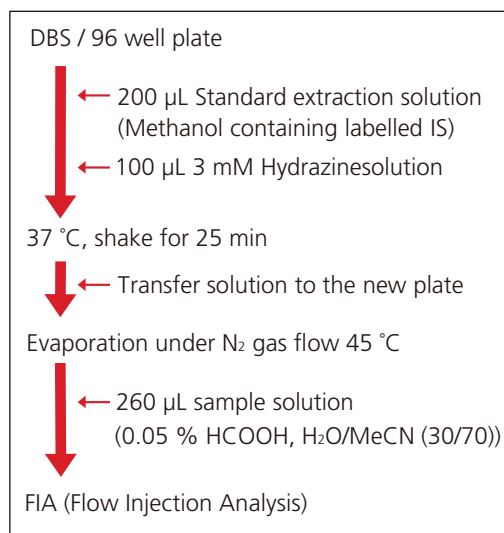 DBS / 96 well plate
200 µL Standard extraction solution
(Methanol containing labelled IS)
100 µL 3 mM Hydrazinesolution
37 ˚C, shake for 25 min
Transfer solution to the new plate
Evaporation under N₂ gas flow 45 ˚C
260 µL sample solution
(0.05 % HCOOH, H₂O/MeCN (30/70))
FIA (Flow Injection Analysis)